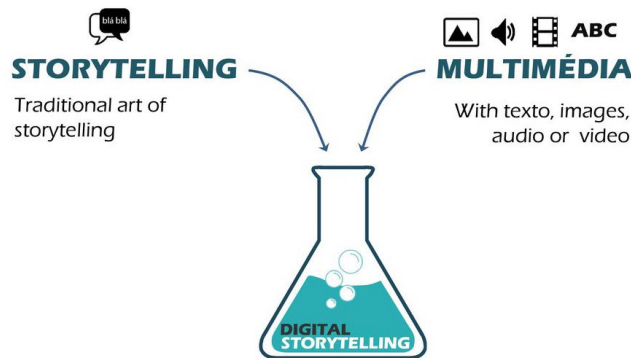 blá blá
STORYTELLING
Traditional art of
storytelling
ABC
MULTIMÉDIA
With texto, images,
audio or video
DIGITAL
STORYTELLING